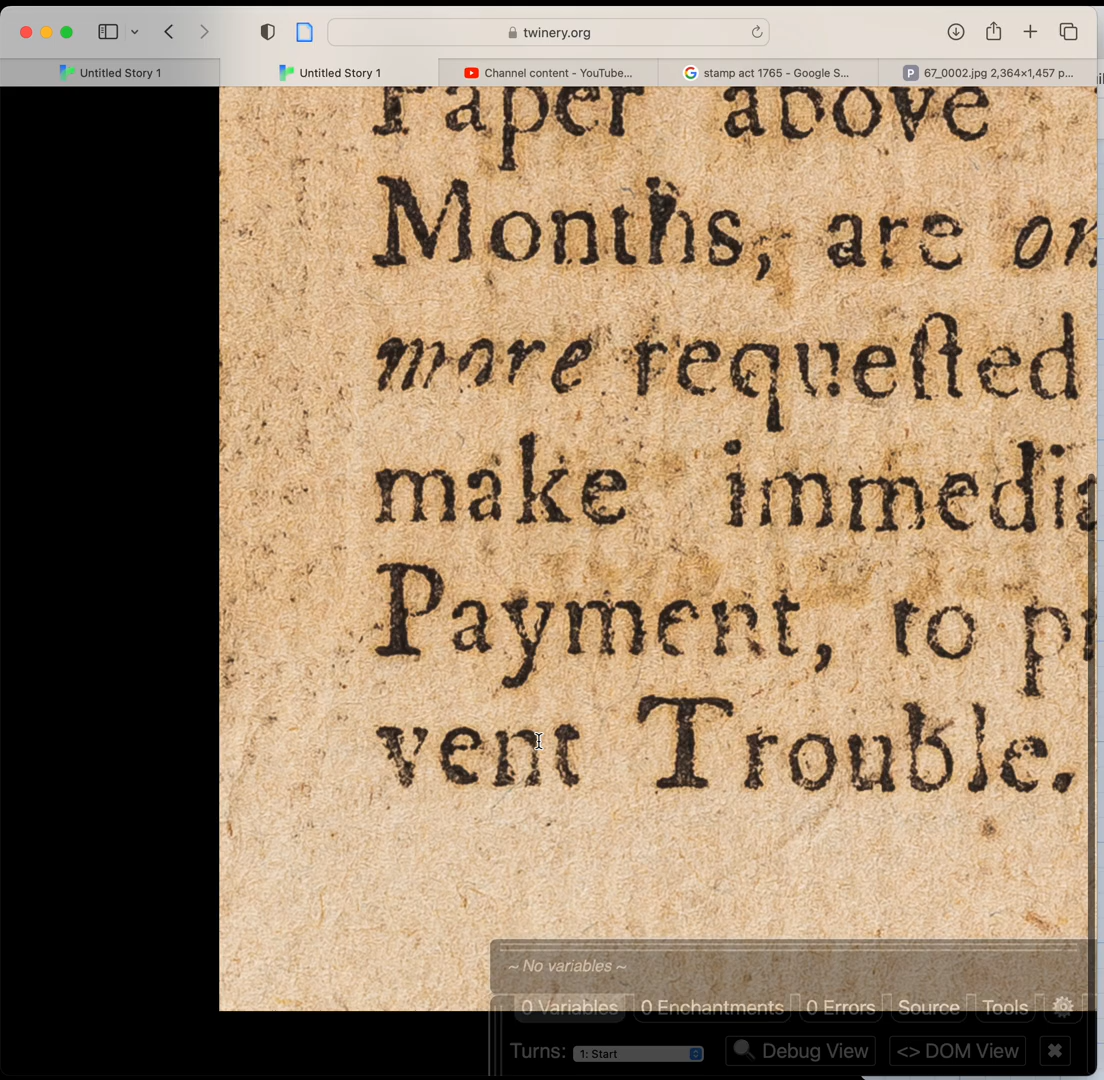 twinery.org
Untitled Story 1
Untitled Story 1
Channel content - YouTube...
stamp act 1765 - Google S...
67_0002.jpg 2,364×1,457 p...
Paper above
Months, are
more requeſted
make
Payment, to
vent Trouble.
~ No variables ~
0 Variables
0 Enchantments
0 Errors
Source
Tools
Turns:
1: Start
Debug View
<> DOM View